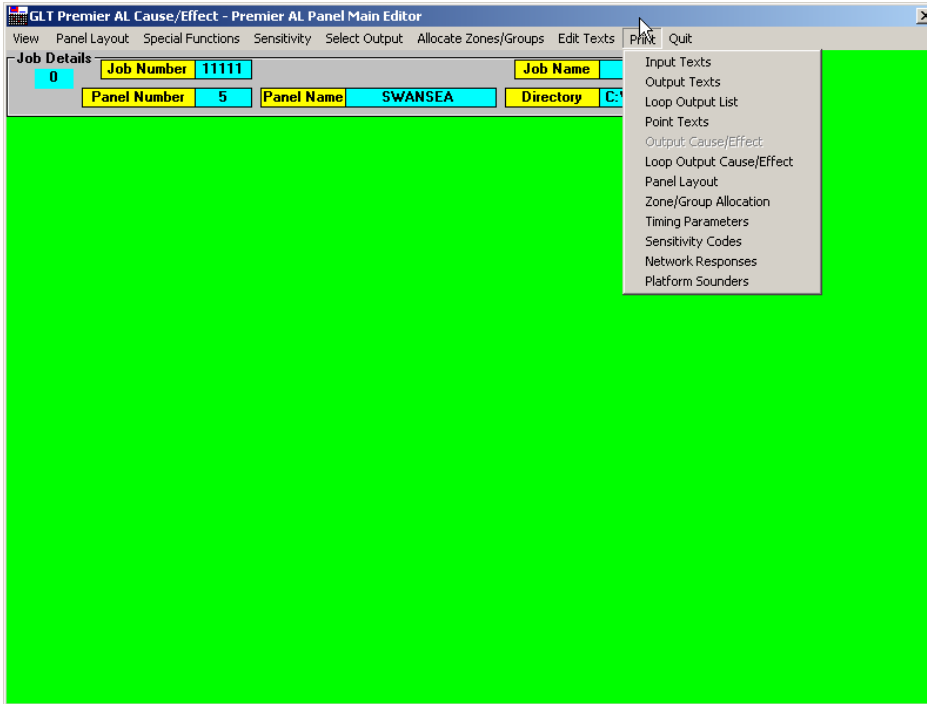 GLT Premier AL Cause/Effect - Premier AL Panel Main Editor
View Panel Layout Special Functions Sensitivity Select Output Allocate Zones/Groups Edit Texts Print Quit
Job Details
0
Job Number 11111
Job Name
Panel Number 5
Panel Name SWANSEA
Directory C:\
Input Texts
Output Texts
Loop Output List
Point Texts
Output Cause/Effect
Loop Output Cause/Effect
Panel Layout
Zone/Group Allocation
Timing Parameters
Sensitivity Codes
Network Responses
Platform Sounders